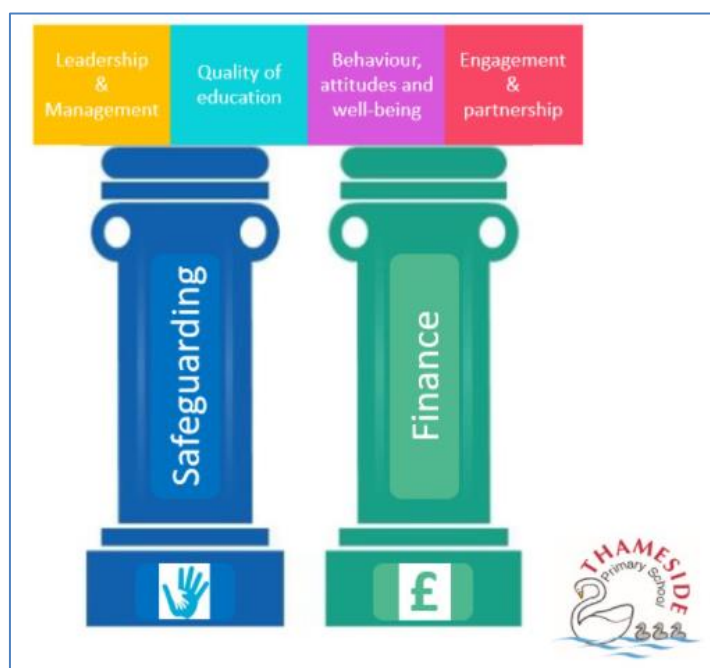 Leadership
&
Management
Quality of
education
Behaviour,
attitudes and
well-being
Engagement
&
partnership
Safeguarding
Finance
£
THAMESIDE
Primary School